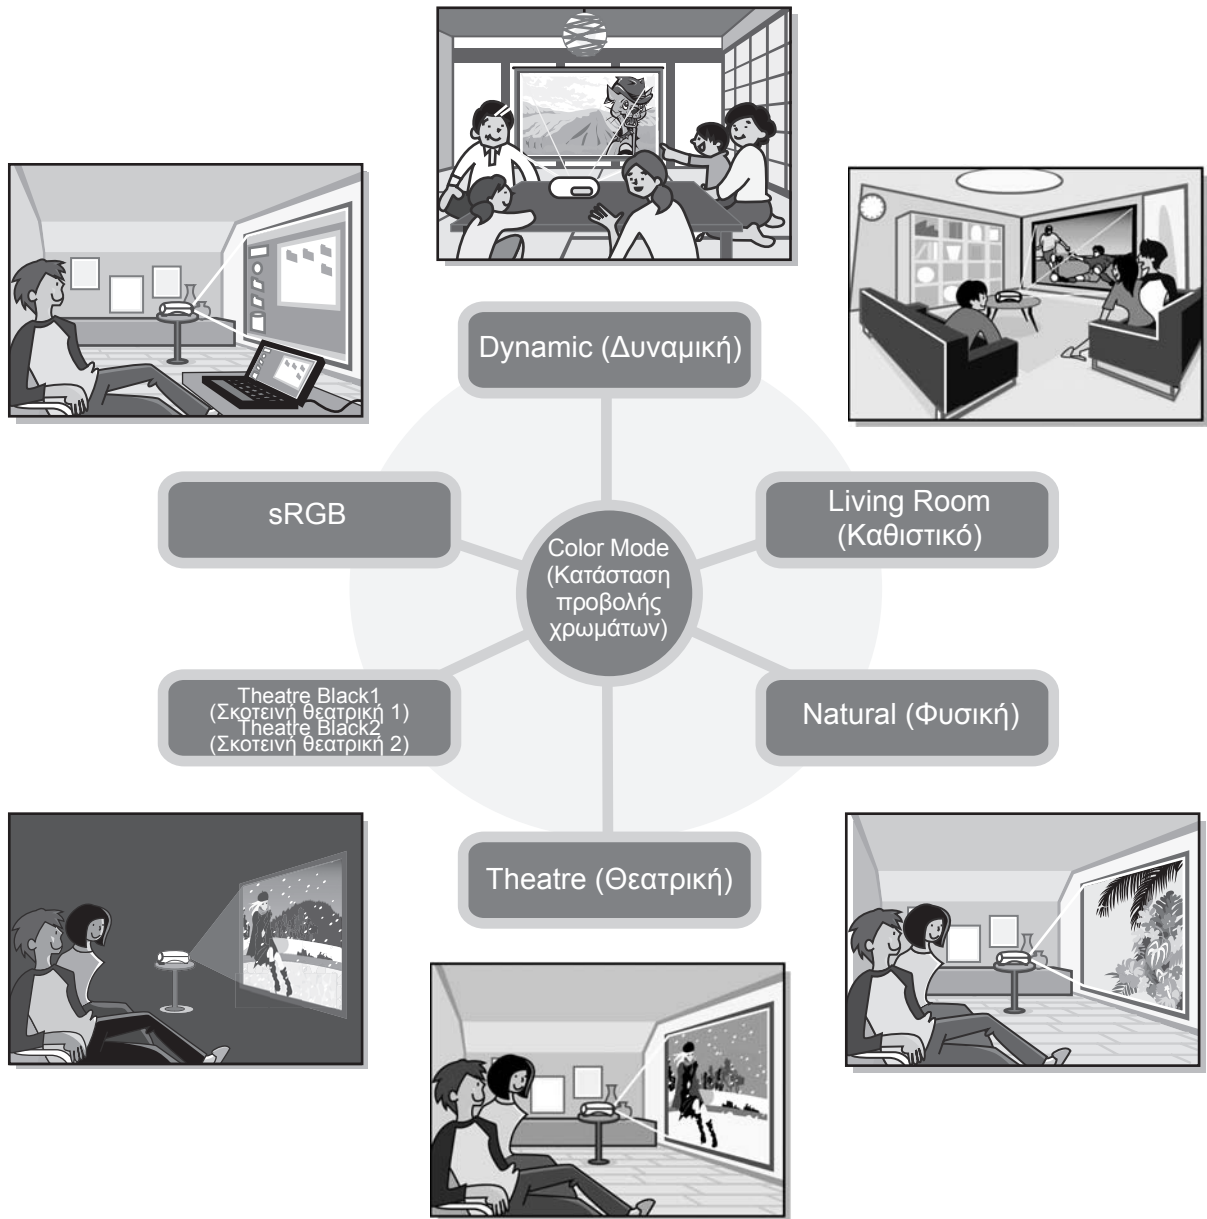 Dynamic (Δυναμική)
sRGB
Living Room
(Καθιστικό)
Color Mode
(Κατάσταση
προβολής
χρωμάτων)
Theatre Black1
(Σκοτεινή θεατρική 1)
Theatre Black2
(Σκοτεινή θεατρική 2)
Natural (Φυσική)
Theatre (Θεατρική)